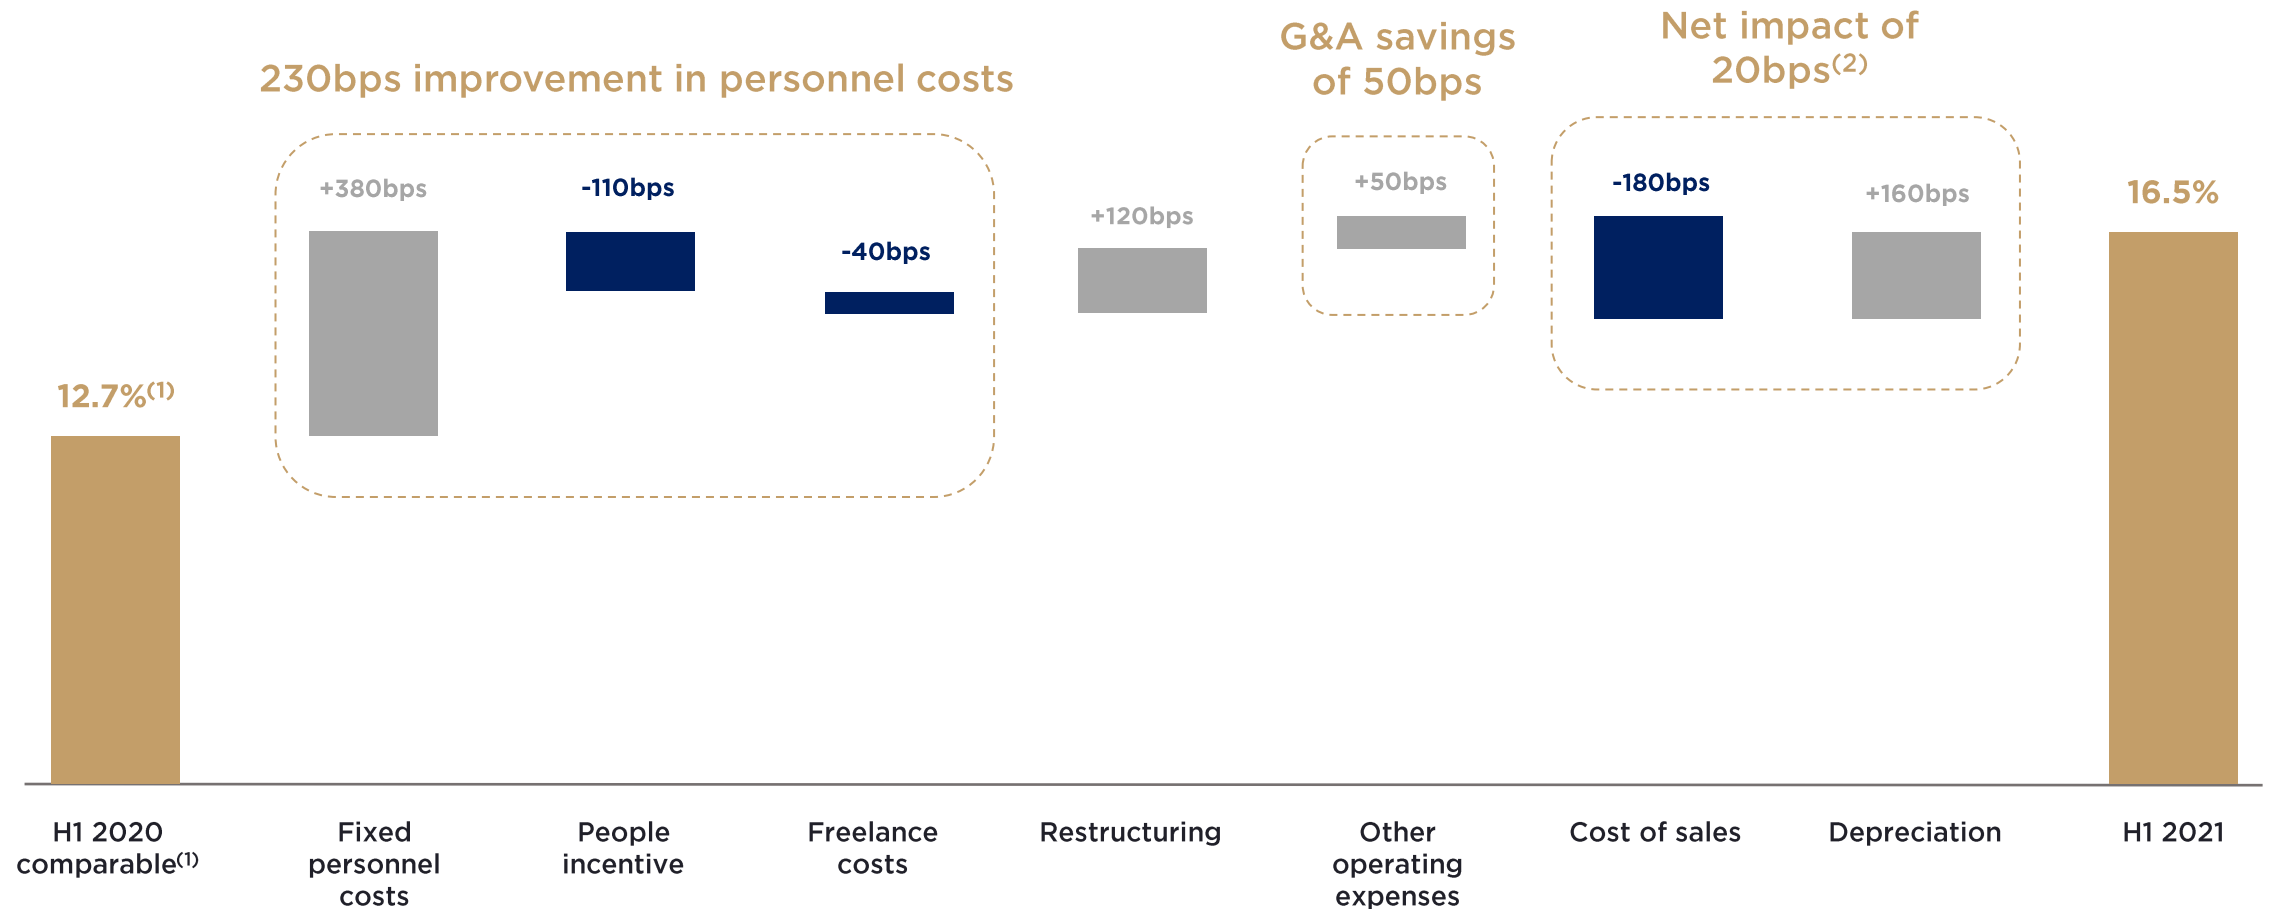 230bps improvement in personnel costs
G&A savings
of 50bps
Net impact of
20bps(2)
12.7%(1)
+380bps
-110bps
-40bps
+120bps
+50bps
-180bps
+160bps
16.5%
H1 2020
comparable(1)
Fixed
personnel
costs
People
incentive
Freelance
costs
Restructuring
Other
operating
expenses
Cost of sales
Depreciation
H1 2021